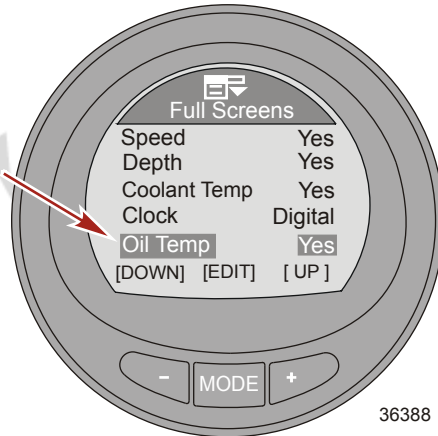 Full Screens
Speed Yes
Depth Yes
Coolant Temp Yes
Clock Digital
Oil Temp Yes
[DOWN] [EDIT] [ UP ]
- MODE +
36388